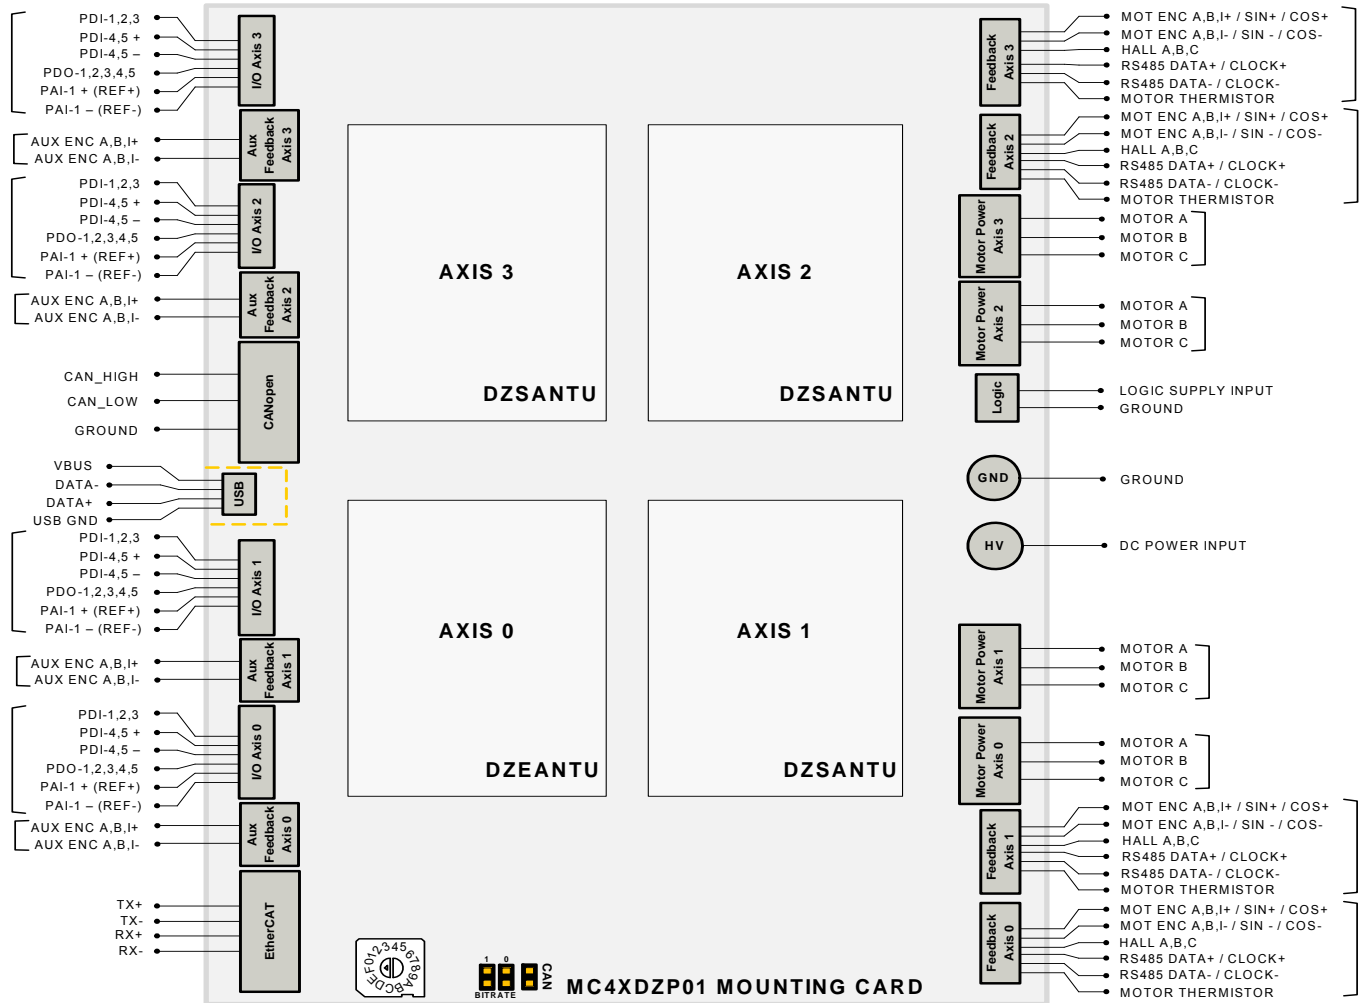 PDI-1,2,3
PDI-4,5 +
PDI-4,5 –
PDO-1,2,3,4,5
PAI-1 + (REF+)
PAI-1 – (REF-)
I/O Axis 3
AUX ENC A,B,I+
AUX ENC A,B,I-
Aux
Feedback
Axis 3
PDI-1,2,3
PDI-4,5 +
PDI-4,5 –
PDO-1,2,3,4,5
PAI-1 + (REF+)
PAI-1 – (REF-)
I/O Axis 2
AUX ENC A,B,I+
AUX ENC A,B,I-
Aux
Feedback
Axis 2
CAN_HIGH
CAN_LOW
GROUND
CANopen
VBUS
DATA-
DATA+
USB GND
USB
PDI-1,2,3
PDI-4,5 +
PDI-4,5 –
PDO-1,2,3,4,5
PAI-1 + (REF+)
PAI-1 – (REF-)
I/O Axis 1
AUX ENC A,B,I+
AUX ENC A,B,I-
Aux
Feedback
Axis 1
PDI-1,2,3
PDI-4,5 +
PDI-4,5 –
PDO-1,2,3,4,5
PAI-1 + (REF+)
PAI-1 – (REF-)
I/O Axis 0
AUX ENC A,B,I+
AUX ENC A,B,I-
Aux
Feedback
Axis 0
TX+
TX-
RX+
RX-
EtherCAT
AXIS 3
DZSANTU
AXIS 2
DZSANTU
AXIS 0
DZEANTU
AXIS 1
DZSANTU
0123456789ABCDEF
1 0
BITRATE
CAN
MC4XDZP01 MOUNTING CARD
Feedback
Axis 3
MOT ENC A,B,I+ / SIN+ / COS+
MOT ENC A,B,I- / SIN - / COS-
HALL A,B,C
RS485 DATA+ / CLOCK+
RS485 DATA- / CLOCK-
MOTOR THERMISTOR
Feedback
Axis 2
MOT ENC A,B,I+ / SIN+ / COS+
MOT ENC A,B,I- / SIN - / COS-
HALL A,B,C
RS485 DATA+ / CLOCK+
RS485 DATA- / CLOCK-
MOTOR THERMISTOR
Motor Power
Axis 3
MOTOR A
MOTOR B
MOTOR C
Motor Power
Axis 2
MOTOR A
MOTOR B
MOTOR C
Logic
LOGIC SUPPLY INPUT
GROUND
GND
GROUND
HV
DC POWER INPUT
Motor Power
Axis 1
MOTOR A
MOTOR B
MOTOR C
Motor Power
Axis 0
MOTOR A
MOTOR B
MOTOR C
Feedback
Axis 1
MOT ENC A,B,I+ / SIN+ / COS+
MOT ENC A,B,I- / SIN - / COS-
HALL A,B,C
RS485 DATA+ / CLOCK+
RS485 DATA- / CLOCK-
MOTOR THERMISTOR
Feedback
Axis 0
MOT ENC A,B,I+ / SIN+ / COS+
MOT ENC A,B,I- / SIN - / COS-
HALL A,B,C
RS485 DATA+ / CLOCK+
RS485 DATA- / CLOCK-
MOTOR THERMISTOR